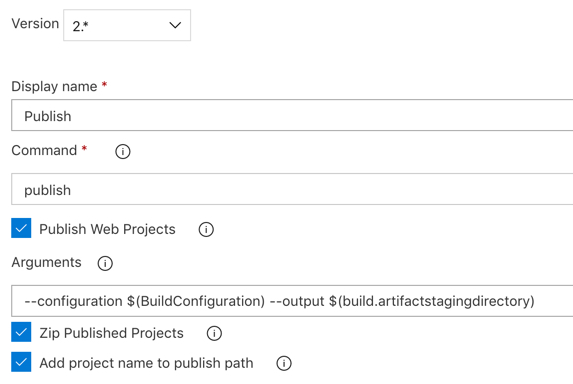 Version 2.*
Display name *
Publish
Command *
publish
Publish Web Projects
Arguments
--configuration $(BuildConfiguration) --output $(build.artifactstagingdirectory)
Zip Published Projects
Add project name to publish path